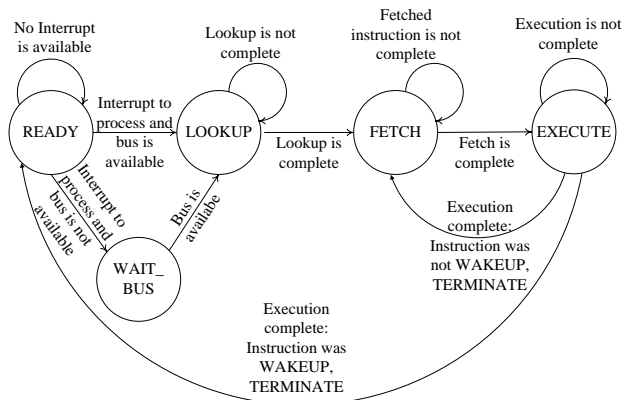 No Interrupt
is available
Lookup is not
complete
Fetched
instruction is not
complete
Execution is not
complete
READY
Interrupt to
process and
bus is
available
LOOKUP
Lookup is
complete
FETCH
Fetch is
complete
EXECUTE
Interrupt to
process and
bus is not
available
Bus is
availabe
WAIT_
BUS
Execution
complete:
Instruction was
not WAKEUP,
TERMINATE
Execution
complete:
Instruction was
WAKEUP,
TERMINATE